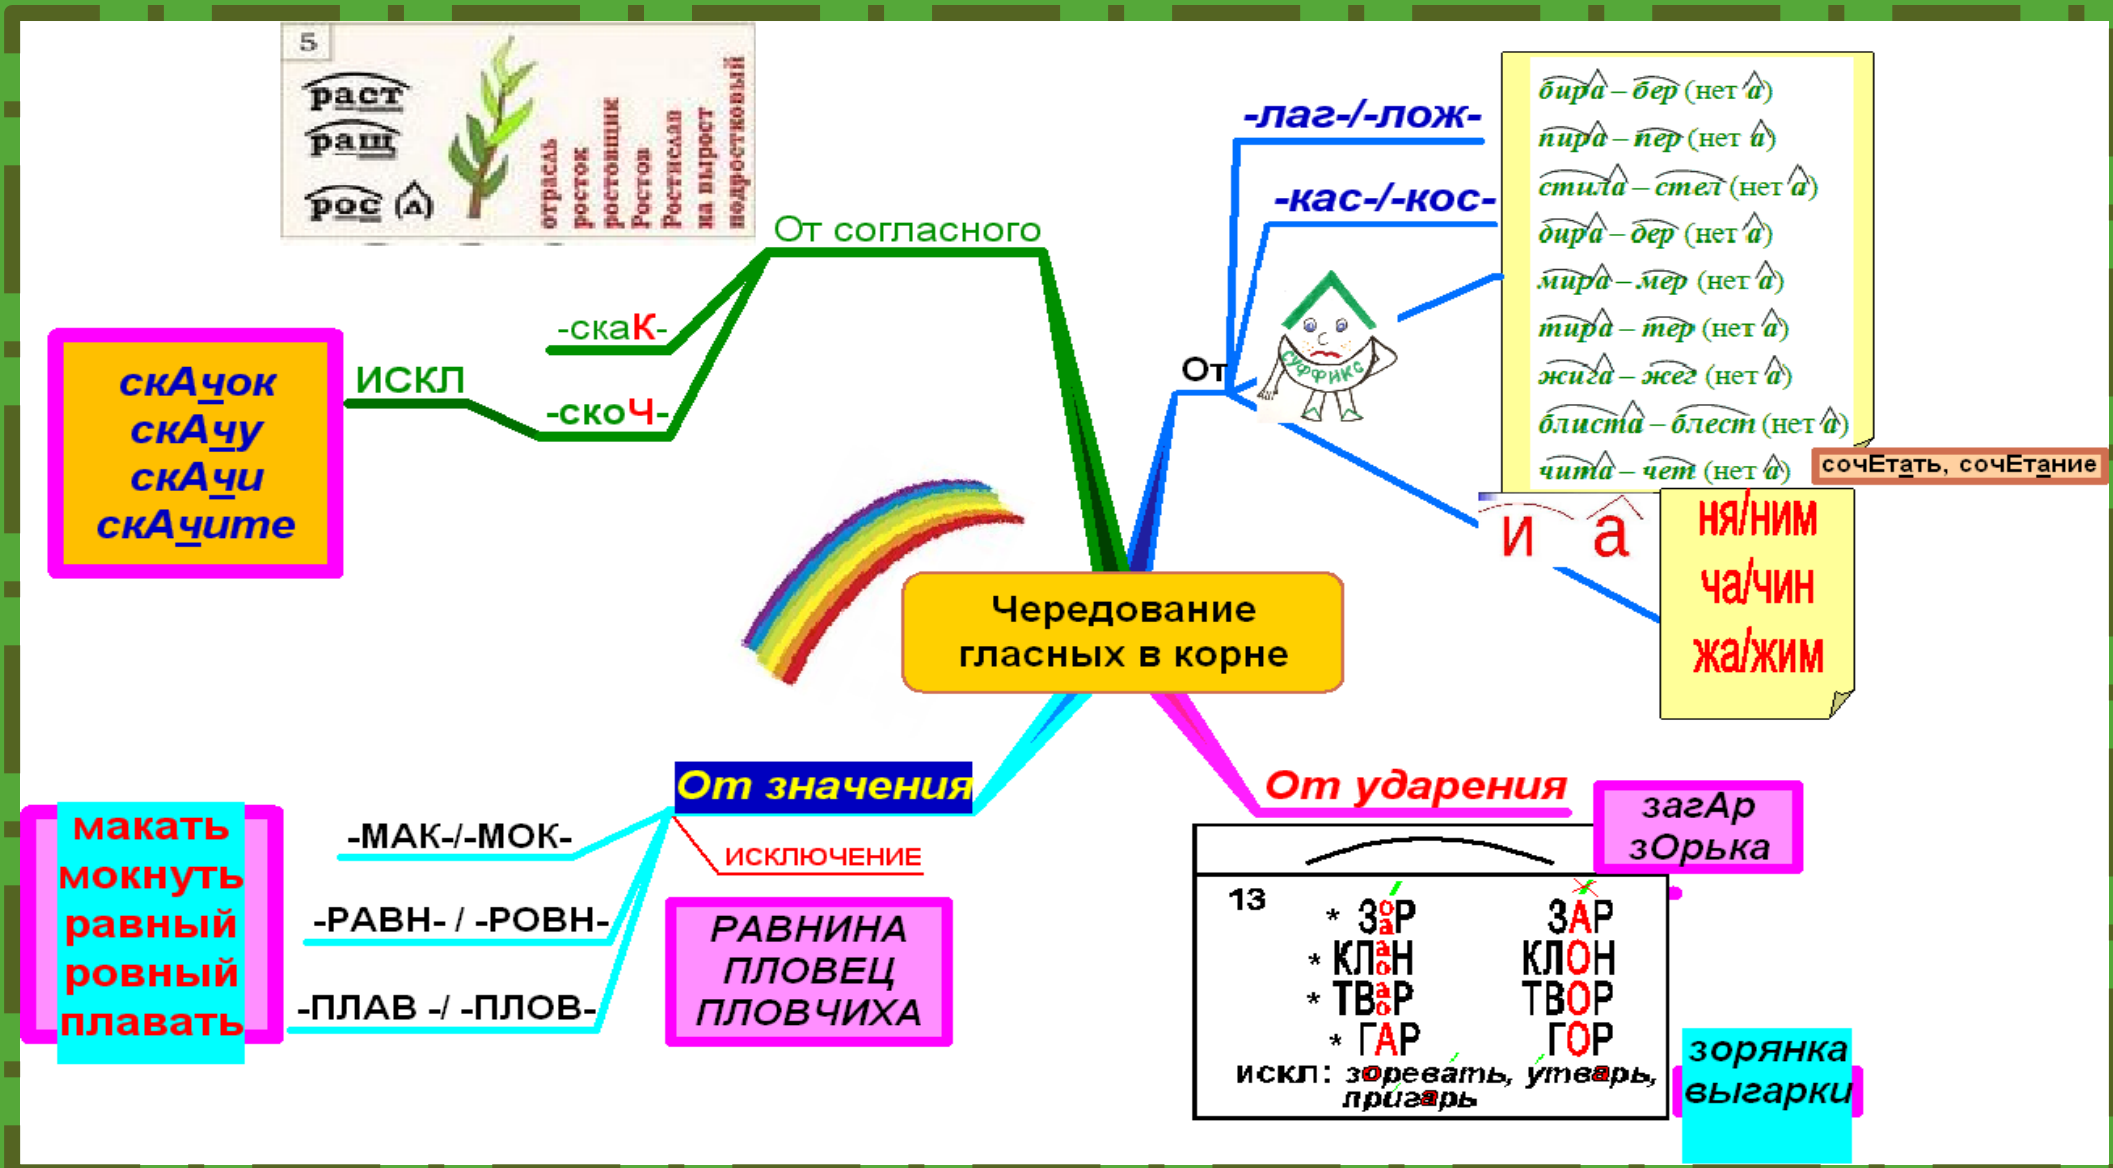 5
раст
ращ
рос (А)
отрасль
росток
ростовщик
Ростов
Ростислав
на вырост
подростковый
От согласного
-скаК-
-скоЧ-
ИСКЛ
скАчок
скАчу
скАчи
скАчите
-лаг-/-лож-
-кас-/-кос-
От
СУФФИКС
бира – бер (нет а)
пира – пер (нет а)
стила – стел (нет а)
дира – дер (нет а)
мира – мер (нет а)
тира – тер (нет а)
жига – жег (нет а)
блиста – блест (нет а)
чита – чет (нет а)
сочЕтать, сочЕтание
и а
ня/ним
ча/чин
жа/жим
Чередование
гласных в корне
От значения
-МАК-/-МОК-
-РАВН- / -РОВН-
-ПЛАВ -/ -ПЛОВ-
ИСКЛЮЧЕНИЕ
РАВНИНА
ПЛОВЕЦ
ПЛОВЧИХА
макать
мокнуть
равный
ровный
плавать
От ударения
загАр
зОрька
13
* ЗоаР ЗАР
* КЛаоН КЛОН
* ТВаоР ТВОР
* ГАР ГОР
искл: зоревать, утварь,
пригарь
зорянка
выгарки